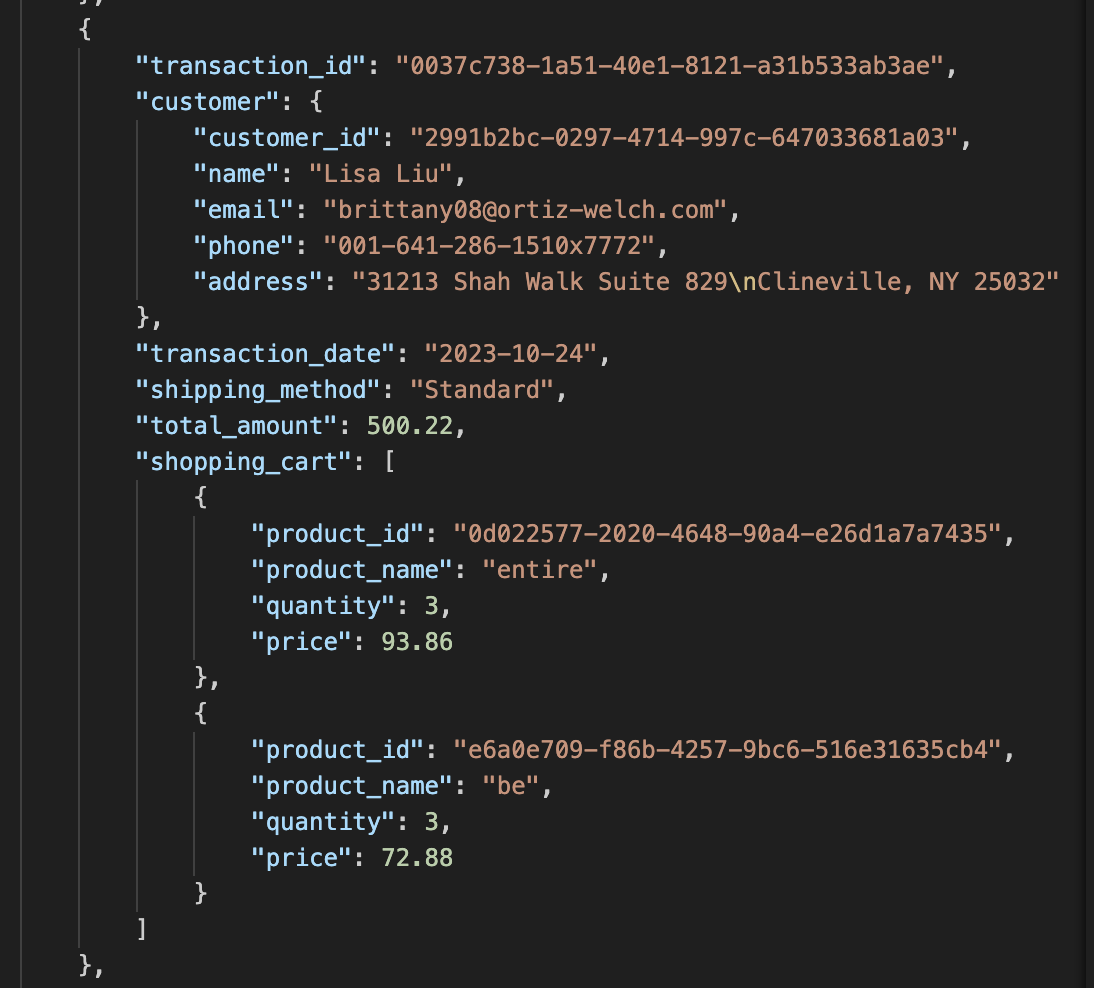 {
"transaction_id": "0037c738-1a51-40e1-8121-a31b533ab3ae",
"customer": {
"customer_id": "2991b2bc-0297-4714-997c-647033681a03",
"name": "Lisa Liu",
"email": "brittany08@ortiz-welch.com",
"phone": "001-641-286-1510x7772",
"address": "31213 Shah Walk Suite 829\nClineville, NY 25032"
},
"transaction_date": "2023-10-24",
"shipping_method": "Standard",
"total_amount": 500.22,
"shopping_cart": [
{
"product_id": "0d022577-2020-4648-90a4-e26d1a7a7435",
"product_name": "entire",
"quantity": 3,
"price": 93.86
},
{
"product_id": "e6a0e709-f86b-4257-9bc6-516e31635cb4",
"product_name": "be",
"quantity": 3,
"price": 72.88
}
]
},